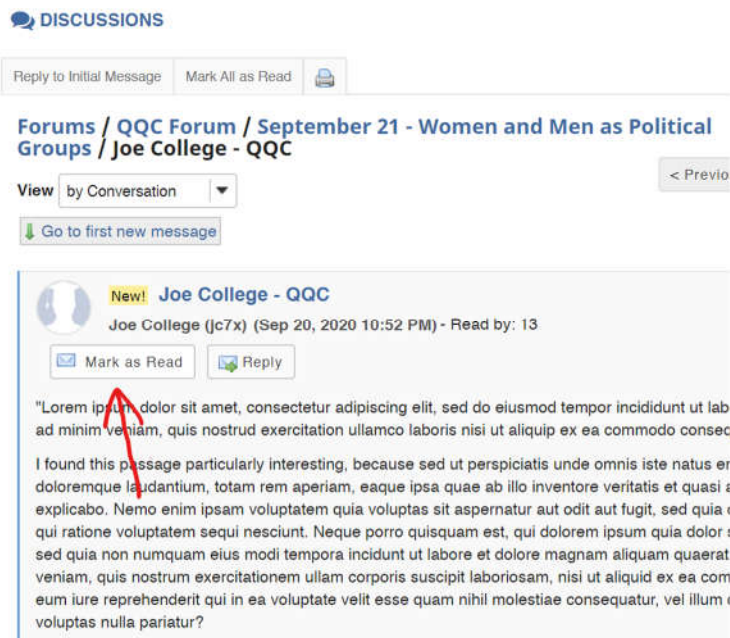 DISCUSSIONS
Reply to Initial Message Mark All as Read
Forums / QQC Forum / September 21 - Women and Men as Political
Groups / Joe College - QQC
< Previo
View by Conversation
Go to first new message
New! Joe College - QQC
Joe College (jc7x) (Sep 20, 2020 10:52 PM) - Read by: 13
Mark as Read Reply
"Lorem ipsum dolor sit amet, consectetur adipiscing elit, sed do eiusmod tempor incididunt ut lab
ad minim veniam, quis nostrud exercitation ullamco laboris nisi ut aliquip ex ea commodo conseq
I found this passage particularly interesting, because sed ut perspiciatis unde omnis iste natus er
doloremque laudantium, totam rem aperiam, eaque ipsa quae ab illo inventore veritatis et quasi a
explicabo. Nemo enim ipsam voluptatem quia voluptas sit aspernatur aut odit aut fugit, sed quia
qui ratione voluptatem sequi nesciunt. Neque porro quisquam est, qui dolorem ipsum quia dolor s
sed quia non numquam eius modi tempora incidunt ut labore et dolore magnam aliquam quaerat
veniam, quis nostrum exercitationem ullam corporis suscipit laboriosam, nisi ut aliquid ex ea com
eum iure reprehenderit qui in ea voluptate velit esse quam nihil molestiae consequatur, vel illum
voluptas nulla pariatur?